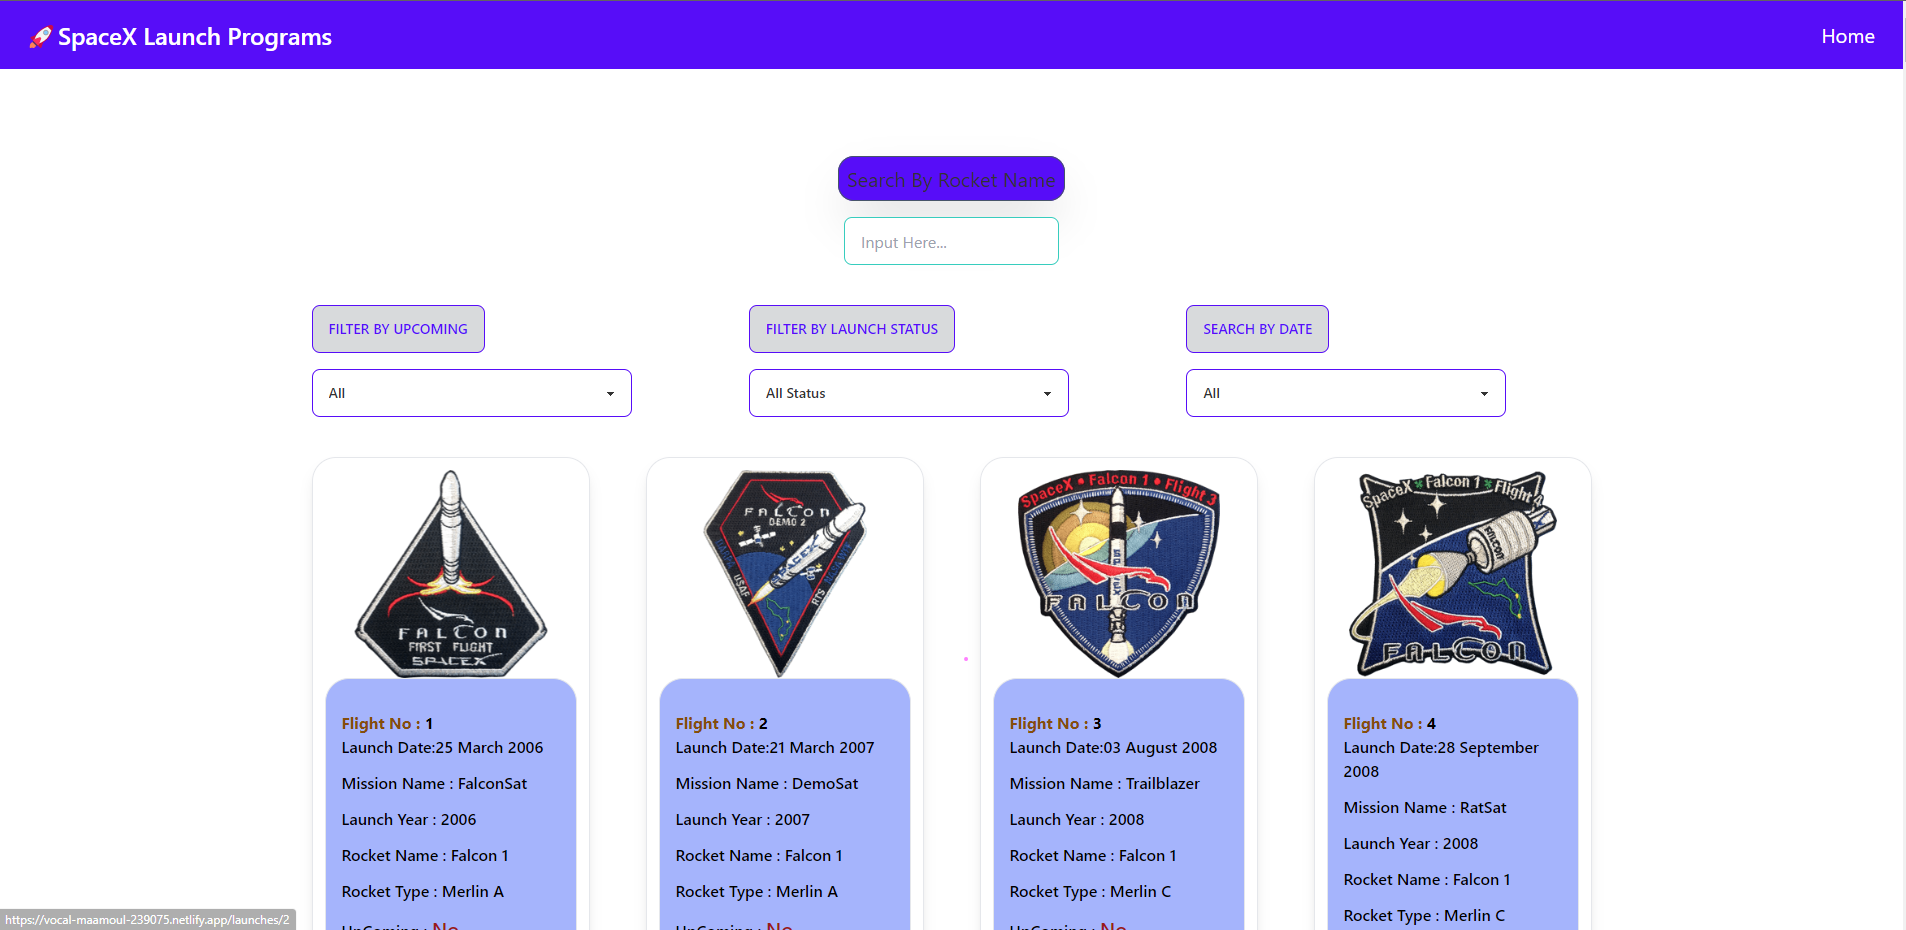 🚀 SpaceX Launch Programs
Home
Search By Rocket Name
Input Here...
FILTER BY UPCOMING
FILTER BY LAUNCH STATUS
SEARCH BY DATE
All
All Status
All
FALCON
FIRST FLIGHT
SPACEX
FALCON
DEMO 2
SPACEX
USAF
RTS
SpaceX • Falcon 1 • Flight 3
SPACEX
FALCON
SpaceX * Falcon 1 * Flight 4
FALCON
FALCON
Flight No : 1
Launch Date:25 March 2006
Mission Name : FalconSat
Launch Year : 2006
Rocket Name : Falcon 1
Rocket Type : Merlin A
UpComing : No
Flight No : 2
Launch Date:21 March 2007
Mission Name : DemoSat
Launch Year : 2007
Rocket Name : Falcon 1
Rocket Type : Merlin A
UpComing : No
Flight No : 3
Launch Date:03 August 2008
Mission Name : Trailblazer
Launch Year : 2008
Rocket Name : Falcon 1
Rocket Type : Merlin C
UpComing : No
Flight No : 4
Launch Date:28 September
2008
Mission Name : RatSat
Launch Year : 2008
Rocket Name : Falcon 1
Rocket Type : Merlin C
https://vocal-maamoul-239075.netlify.app/launches/2